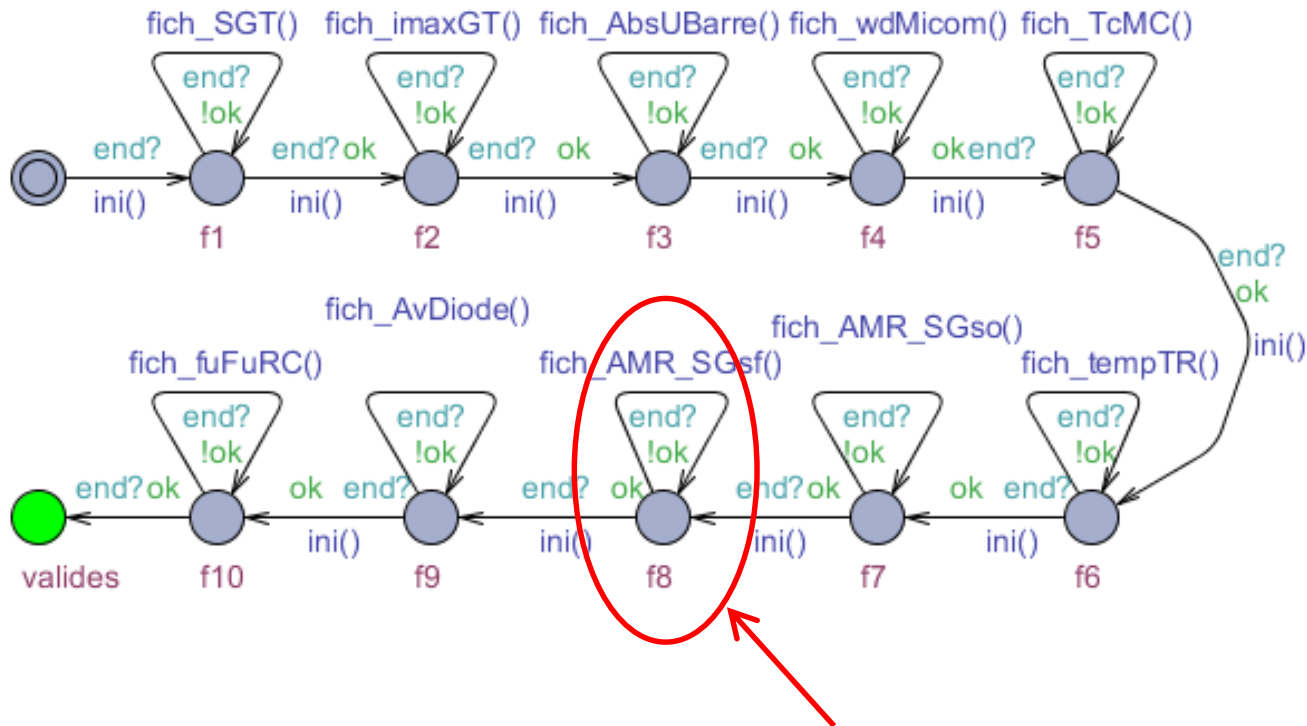 fich_SGT() fich_imaxGT() fich_AbsUBarre() fich_wdMicom() fich_TcMC()
end? end? end? end? end?
!ok !ok !ok !ok !ok
end? end? ok end? ok end? ok ok end?
ini() ini() ini() ini() ini()
f1 f2 f3 f4 f5
end?
ok
ini()
fich_AvDiode() fich_AMR_SGso()
fich_fuFuRC() fich_AMR_SGsf() fich_tempTR()
end? end? end? end? end?
!ok !ok !ok !ok !ok
end? ok ok end? end? ok end? ok ok end?
ini() ini() ini() ini()
valides f10 f9 f8 f7 f6